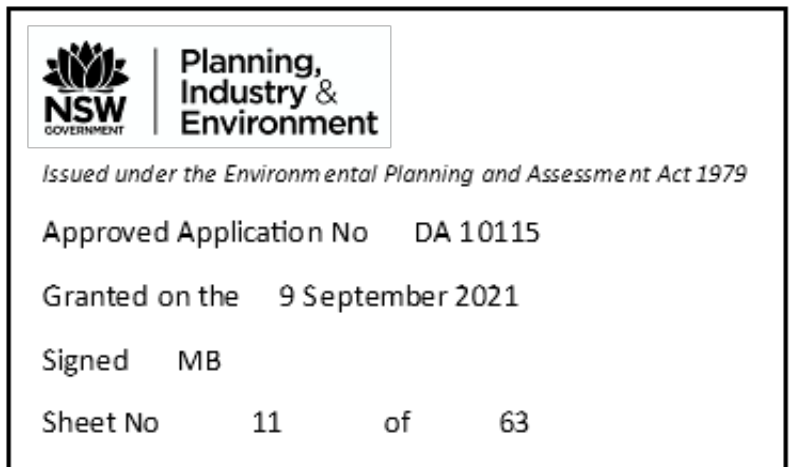 NSW
GOVERNMENT
Planning,
Industry &
Environment
Issued under the Environmental Planning and Assessment Act 1979
Approved Application No DA 10115
Granted on the 9 September 2021
Signed MB
Sheet No 11 of 63